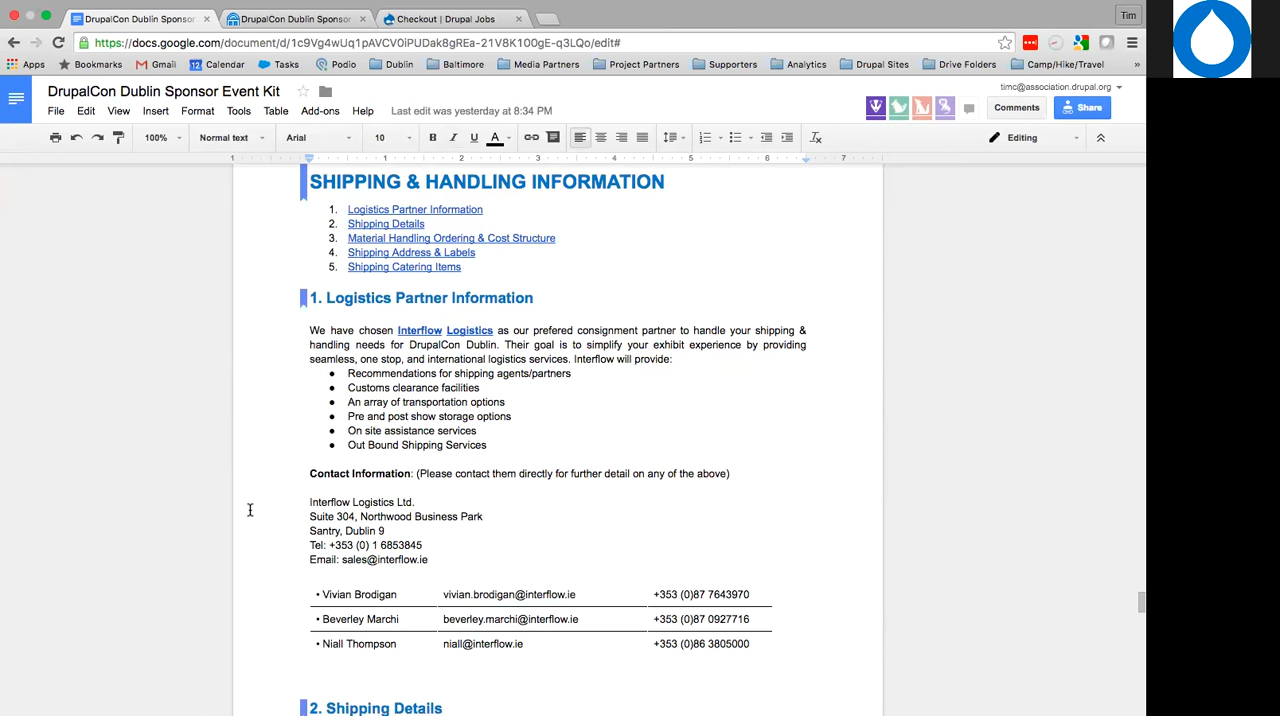 DrupalCon Dublin Sponsor
DrupalCon Dublin Sponsor
Checkout | Drupal Jobs
Tim
https://docs.google.com/document/d/1c9Vg4wUq1pAVCV0iPUDak8gREa-21V8K10OgE-q3LQo/edit#
Apps Bookmarks Gmail Calendar Tasks Podio Dublin Baltimore Media Partners Project Partners Supporters Analytics Drupal Sites Drive Folders Camp/Hike/Travel »
DrupalCon Dublin Sponsor Event Kit
timc@association.drupal.org
File Edit View Insert Format Tools Table Add-ons Help Last edit was yesterday at 8:34 PM
Comments Share
100% Normal text Arial 10 B I U A Editing
1 1 2 3 4 5 6 7
SHIPPING & HANDLING INFORMATION
1. Logistics Partner Information
2. Shipping Details
3. Material Handling Ordering & Cost Structure
4. Shipping Address & Labels
5. Shipping Catering Items
1. Logistics Partner Information
We have chosen Interflow Logistics as our prefered consignment partner to handle your shipping &
handling needs for DrupalCon Dublin. Their goal is to simplify your exhibit experience by providing
seamless, one stop, and international logistics services. Interflow will provide:
● Recommendations for shipping agents/partners
● Customs clearance facilities
● An array of transportation options
● Pre and post show storage options
● On site assistance services
● Out Bound Shipping Services
Contact Information: (Please contact them directly for further detail on any of the above)
Interflow Logistics Ltd.
Suite 304, Northwood Business Park
Santry, Dublin 9
Tel: +353 (0) 1 6853845
Email: sales@interflow.ie
• Vivian Brodigan vivian.brodigan@interflow.ie +353 (0)87 7643970
• Beverley Marchi beverley.marchi@interflow.ie +353 (0)87 0927716
• Niall Thompson niall@interflow.ie +353 (0)86 3805000
2. Shipping Details